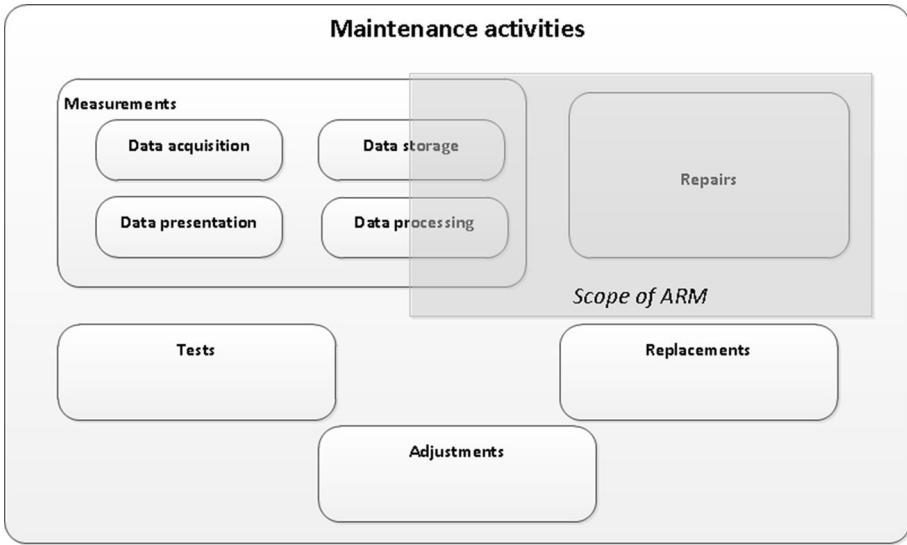 Maintenance activities
Measurements
Data acquisition
Data storage
Data presentation
Data processing
Repairs
Scope of ARM
Tests
Replacements
Adjustments